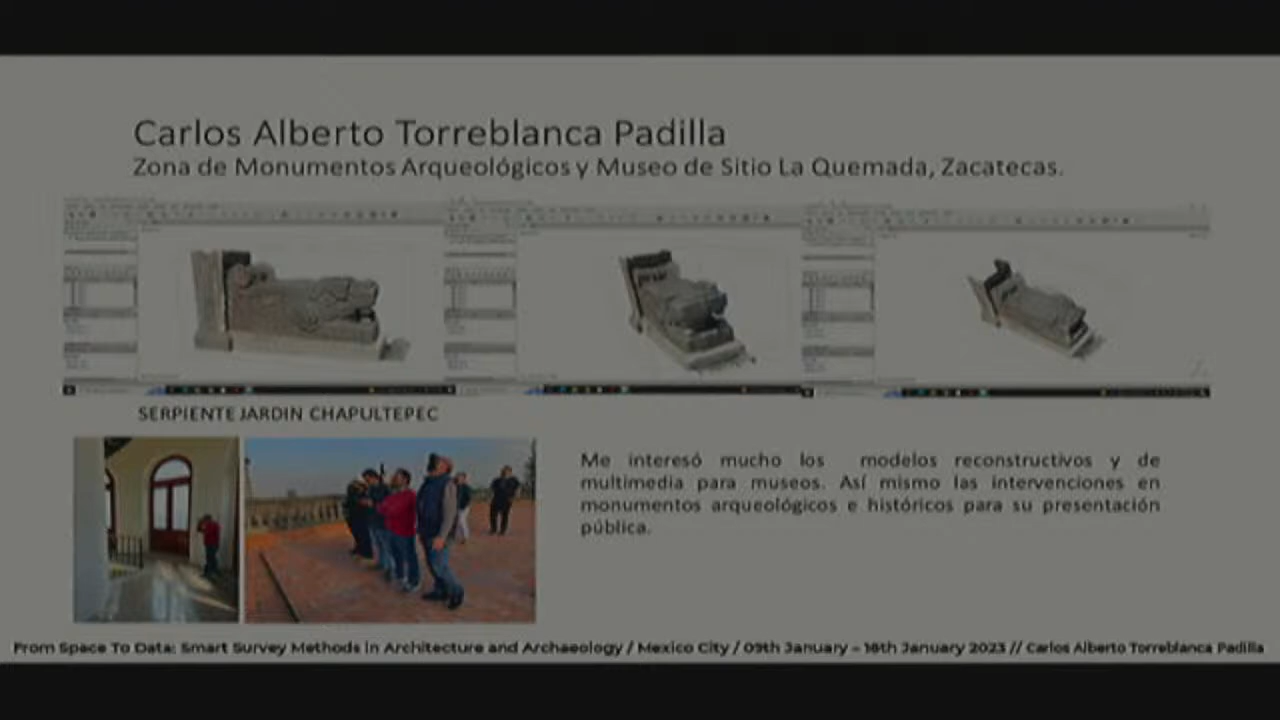 Carlos Alberto Torreblanca Padilla
Zona de Monumentos Arqueológicos y Museo de Sitio La Quemada, Zacatecas.
SERPIENTE JARDIN CHAPULTEPEC
Me interesó mucho los modelos reconstructivos y de
multimedia para museos. Así mismo las intervenciones en
monumentos arqueológicos e históricos para su presentación
pública.
From Space To Data: Smart Survey Methods in Architecture and Archaeology / Mexico City / 09th January – 16th January 2023 // Carlos Alberto Torreblanca Padilla